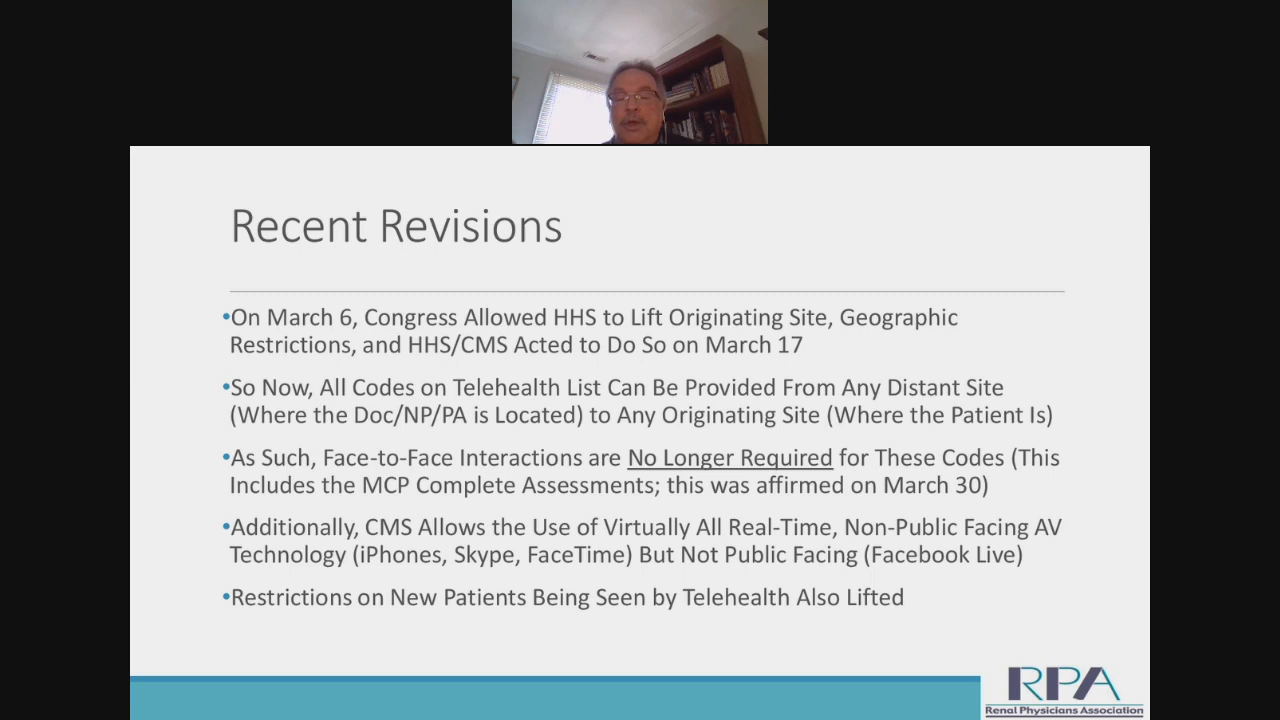 Recent Revisions
•On March 6, Congress Allowed HHS to Lift Originating Site, Geographic
Restrictions, and HHS/CMS Acted to Do So on March 17
•So Now, All Codes on Telehealth List Can Be Provided From Any Distant Site
(Where the Doc/NP/PA is Located) to Any Originating Site (Where the Patient Is)
•As Such, Face-to-Face Interactions are No Longer Required for These Codes (This
Includes the MCP Complete Assessments; this was affirmed on March 30)
•Additionally, CMS Allows the Use of Virtually All Real-Time, Non-Public Facing AV
Technology (iPhones, Skype, FaceTime) But Not Public Facing (Facebook Live)
•Restrictions on New Patients Being Seen by Telehealth Also Lifted
RPA
Renal Physicians Association